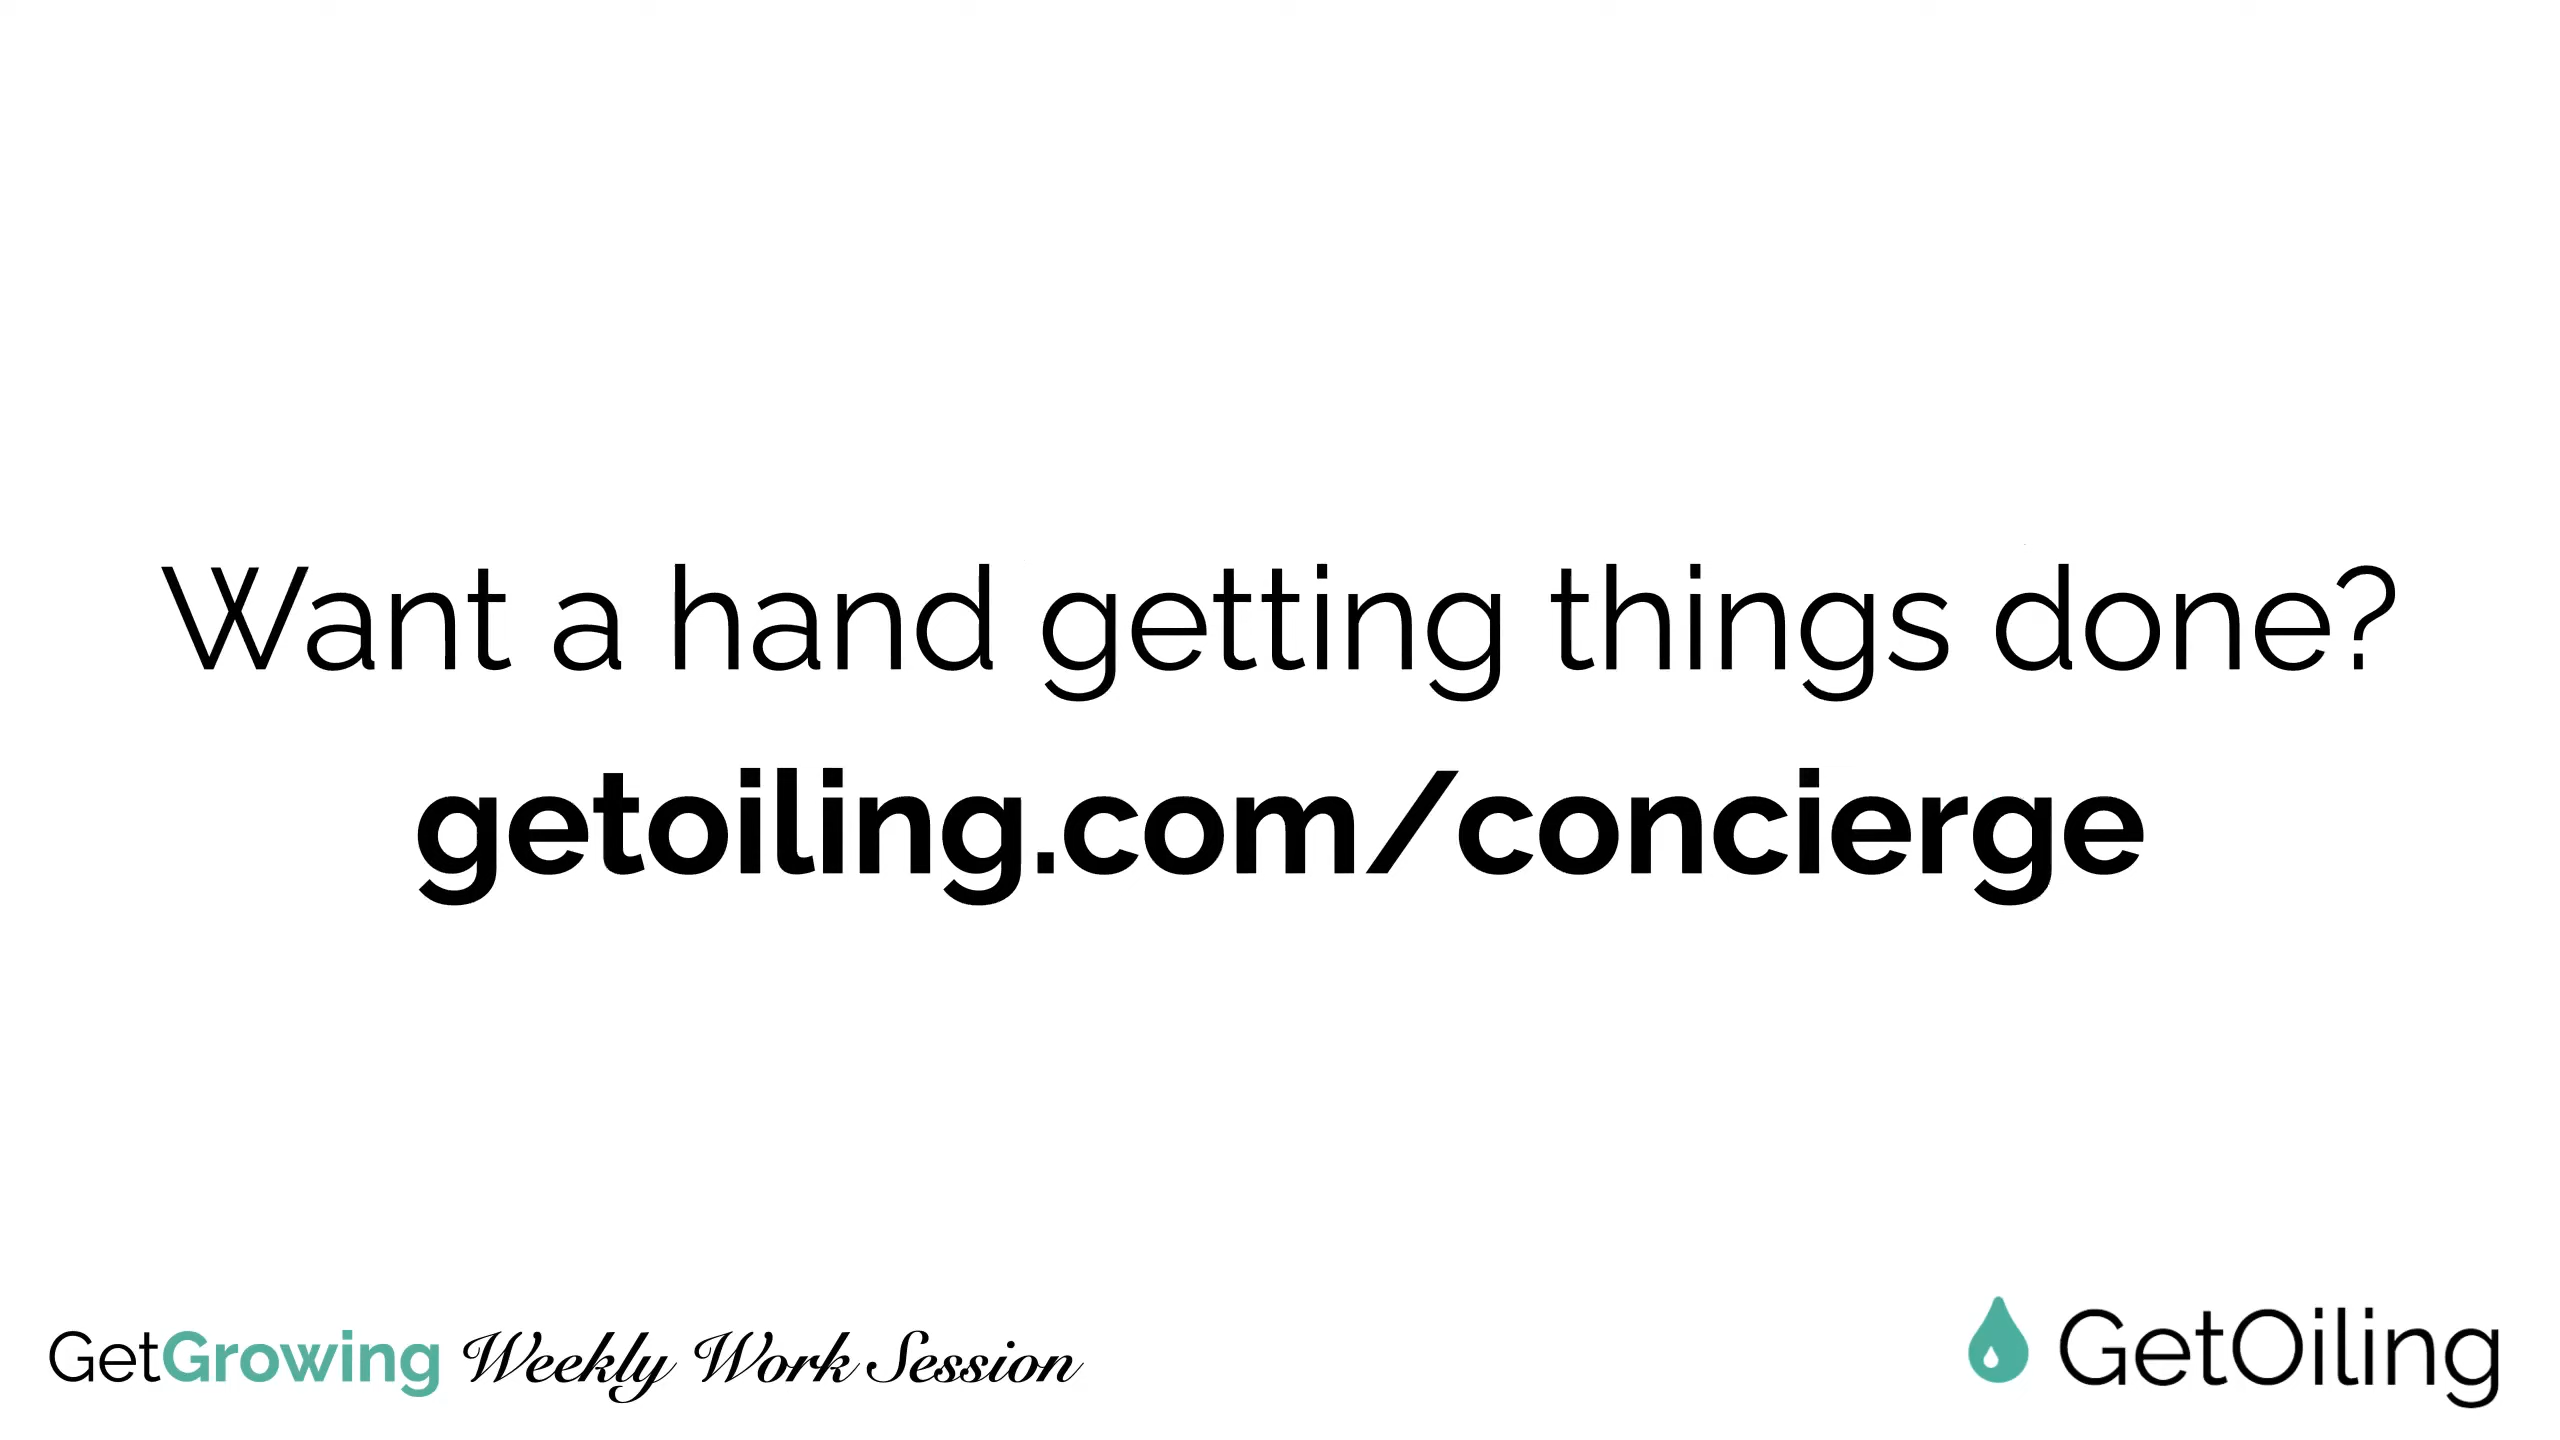 Want a hand getting things done?
getoiling.com/concierge
GetGrowing Weekly Work Session
GetOiling